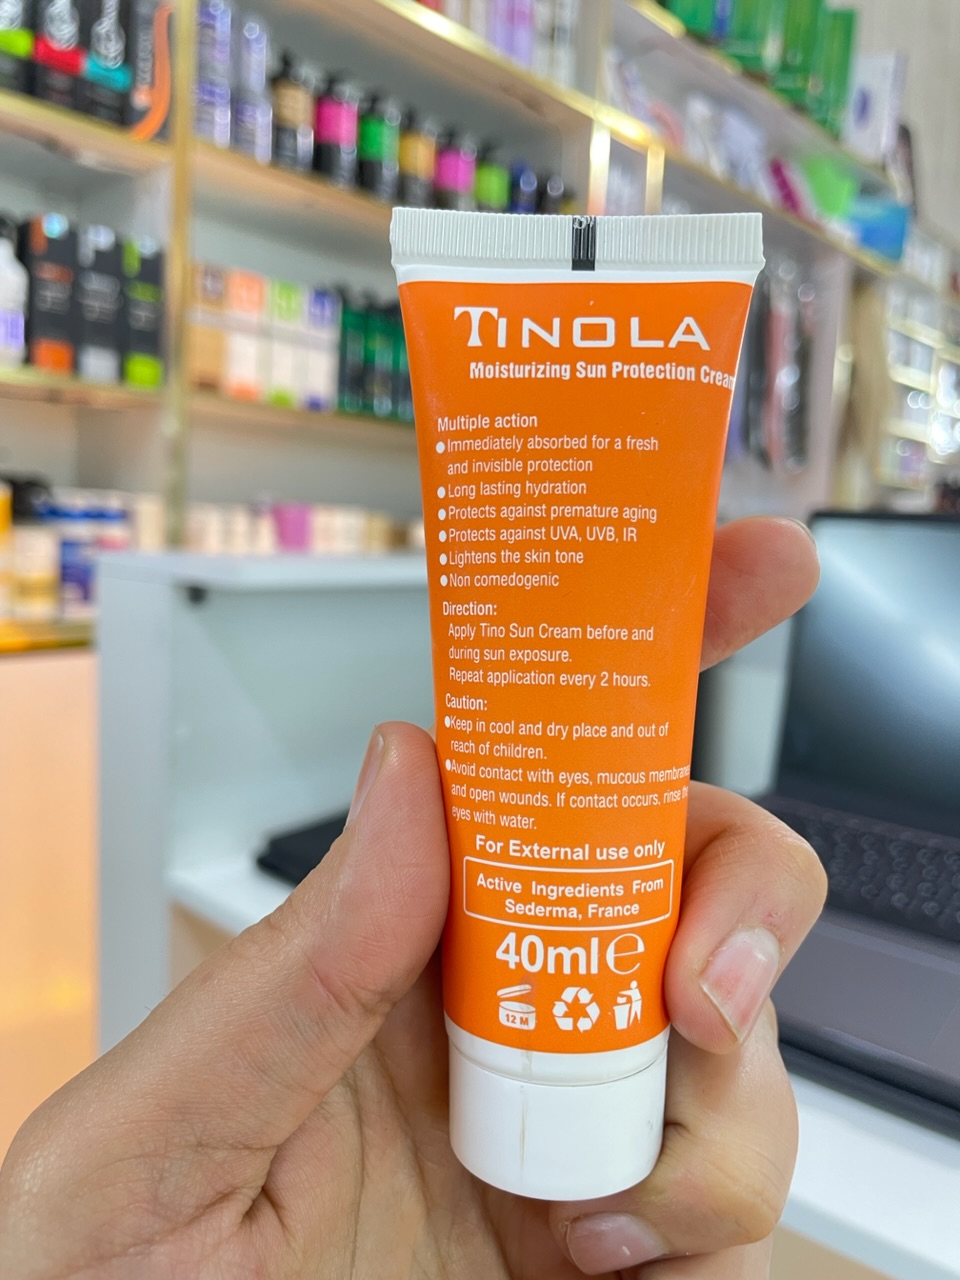 TINOLA
Moisturizing Sun Protection Cream
Multiple action
●Immediately absorbed for a fresh
and invisible protection
●Long lasting hydration
●Protects against premature aging
●Protects against UVA, UVB, IR
●Lightens the skin tone
●Non comedogenic
Direction:
Apply Tino Sun Cream before and
during sun exposure.
Repeat application every 2 hours.
Caution:
●Keep in cool and dry place and out of
reach of children.
●Avoid contact with eyes, mucous membrane
and open wounds. If contact occurs, rinse the
eyes with water.
For External use only
Active Ingredients From
Sederma, France
40ml e
12 M